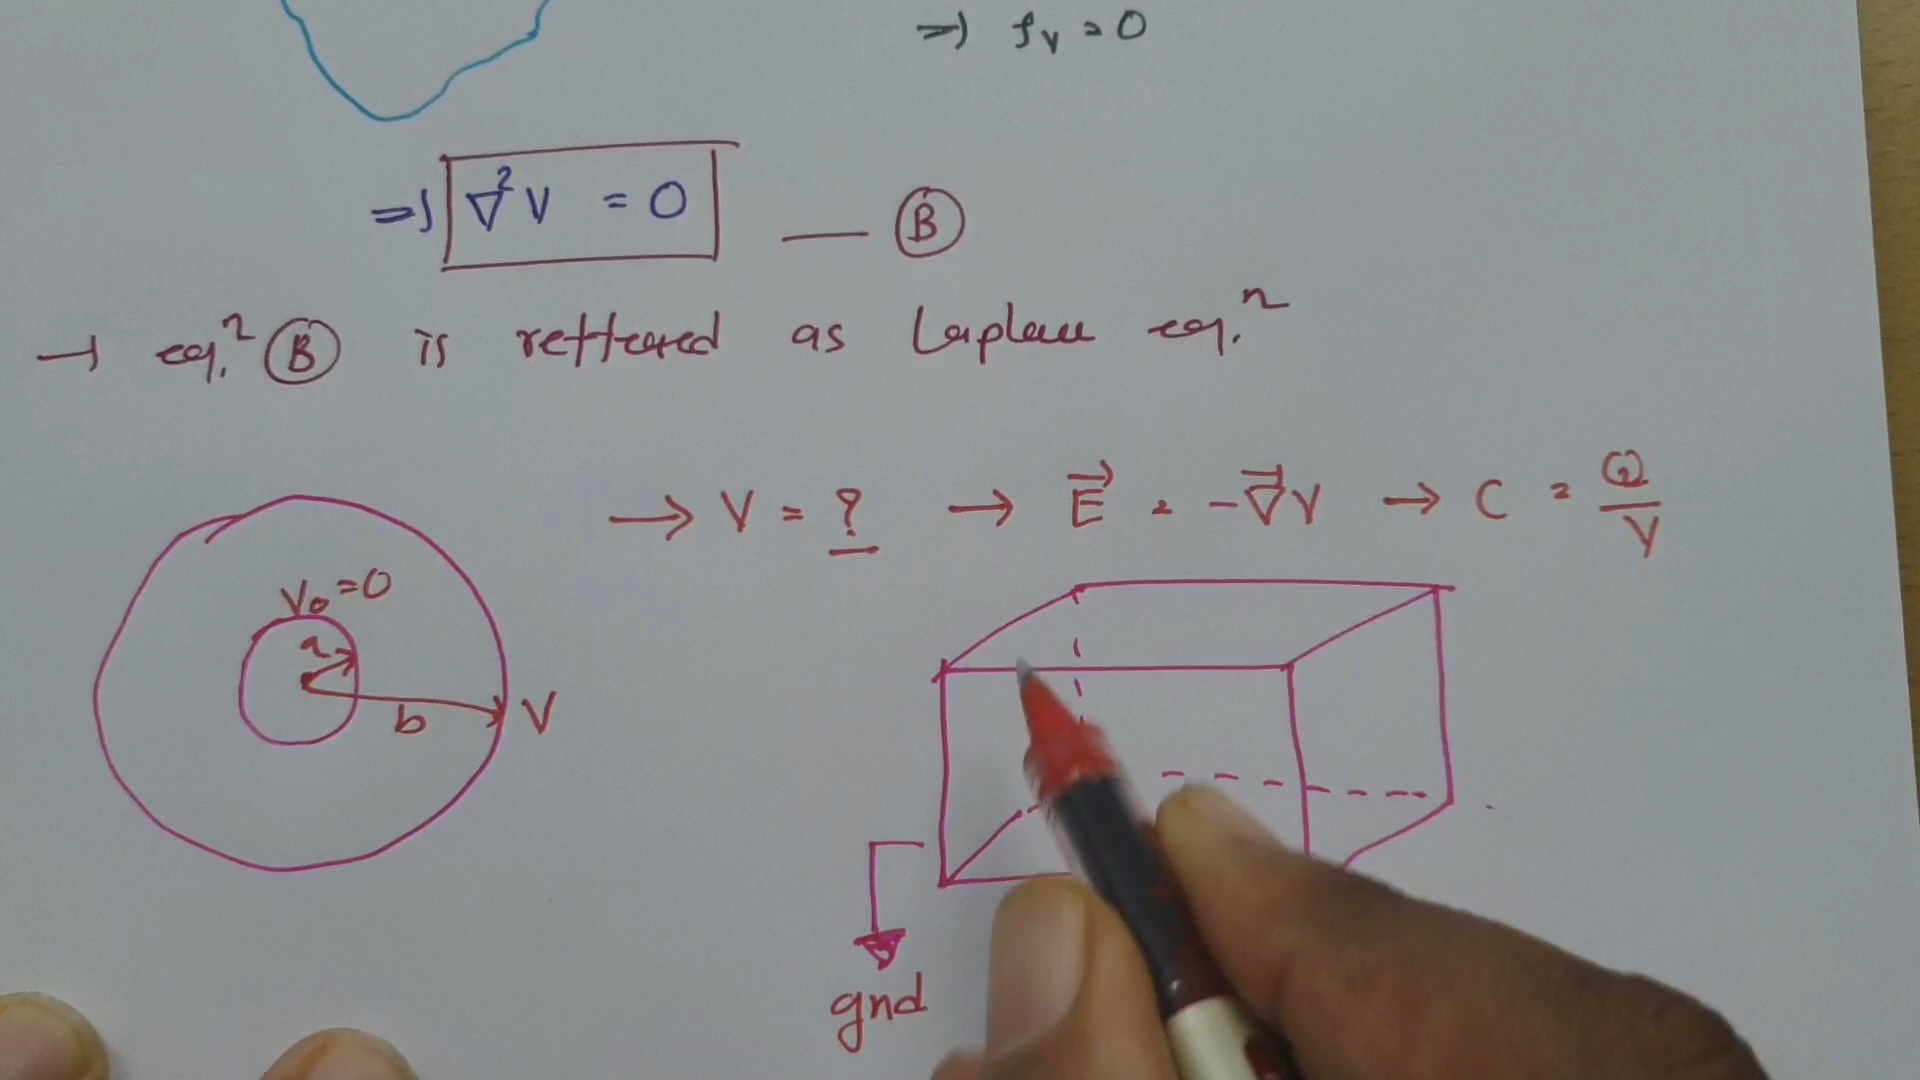 ⇒ ρv = 0
⇒ ∇²V = 0 — Ⓑ
→ eq.ⁿ Ⓑ is reffered as Laplace eq.ⁿ
→ V = ? → E⃗ = -∇⃗V → C = Q/V
V₀ = 0
a
b
V
gnd